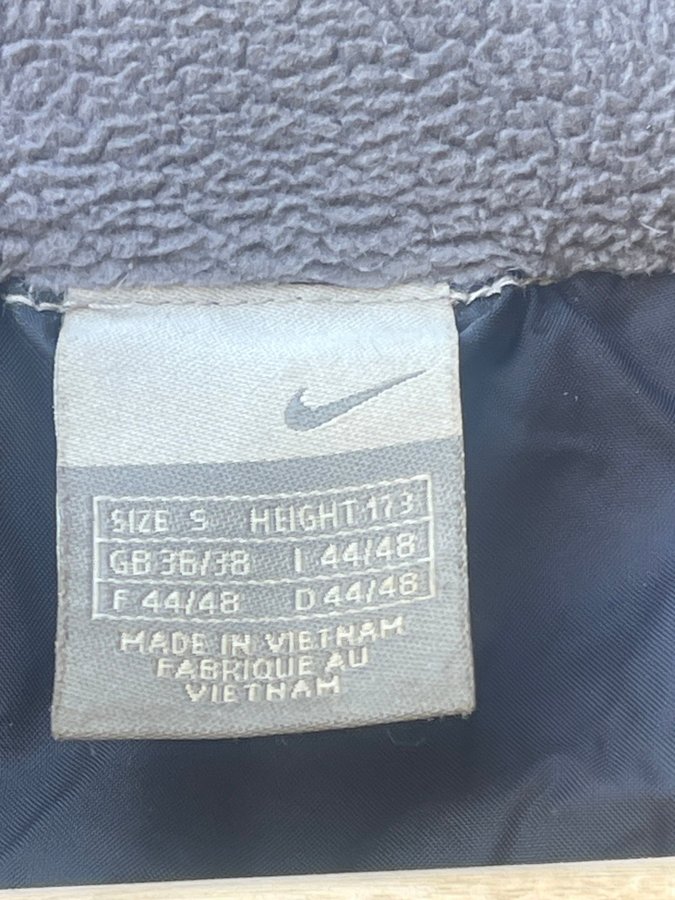 SIZE S HEIGHT 173
GB 36/38 I 44/48
F 44/48 D 44/48
MADE IN VIETNAM
FABRIQUE AU
VIETNAM